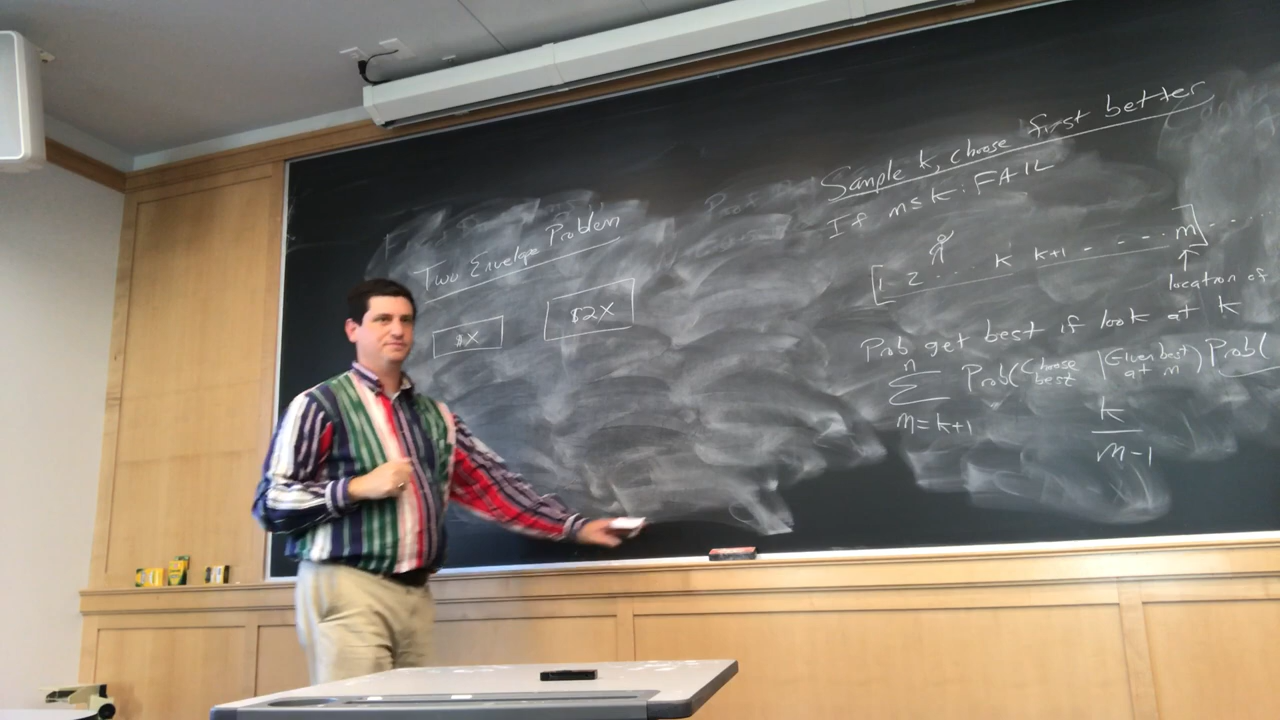 Two Envelope Problem
$X
$2X
Sample k, choose first better
If m≤k: FAIL
[1 2 ... k k+1 - - - - m] ....
↑
location of
Prob get best if look at k
n
∑ Prob(Choose best | Given best at m) Prob(
m=k+1
k
m-1